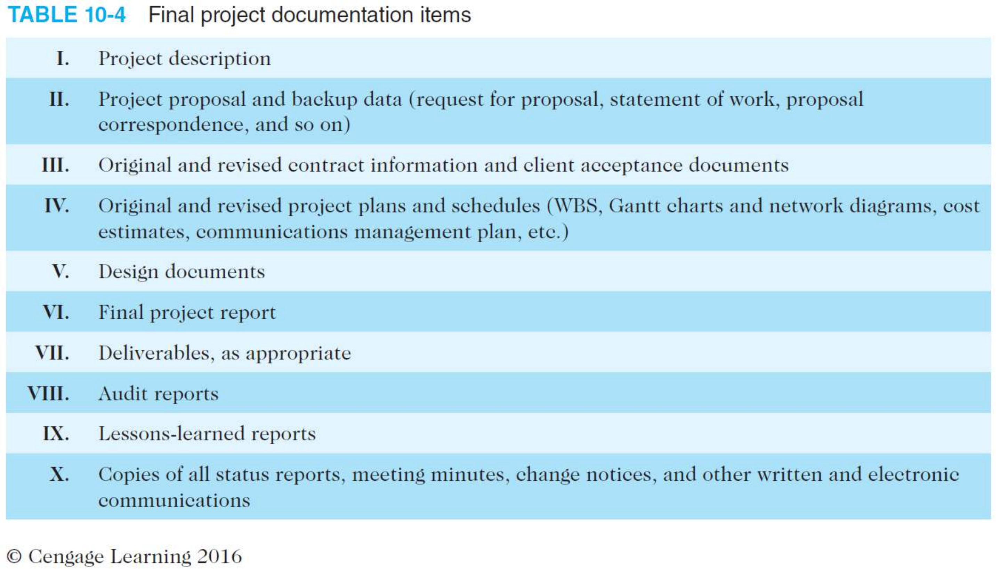 TABLE 10-4 Final project documentation items
I. Project description
II. Project proposal and backup data (request for proposal, statement of work, proposal
correspondence, and so on)
III. Original and revised contract information and client acceptance documents
IV. Original and revised project plans and schedules (WBS, Gantt charts and network diagrams, cost
estimates, communications management plan, etc.)
V. Design documents
VI. Final project report
VII. Deliverables, as appropriate
VIII. Audit reports
IX. Lessons-learned reports
X. Copies of all status reports, meeting minutes, change notices, and other written and electronic
communications
© Cengage Learning 2016